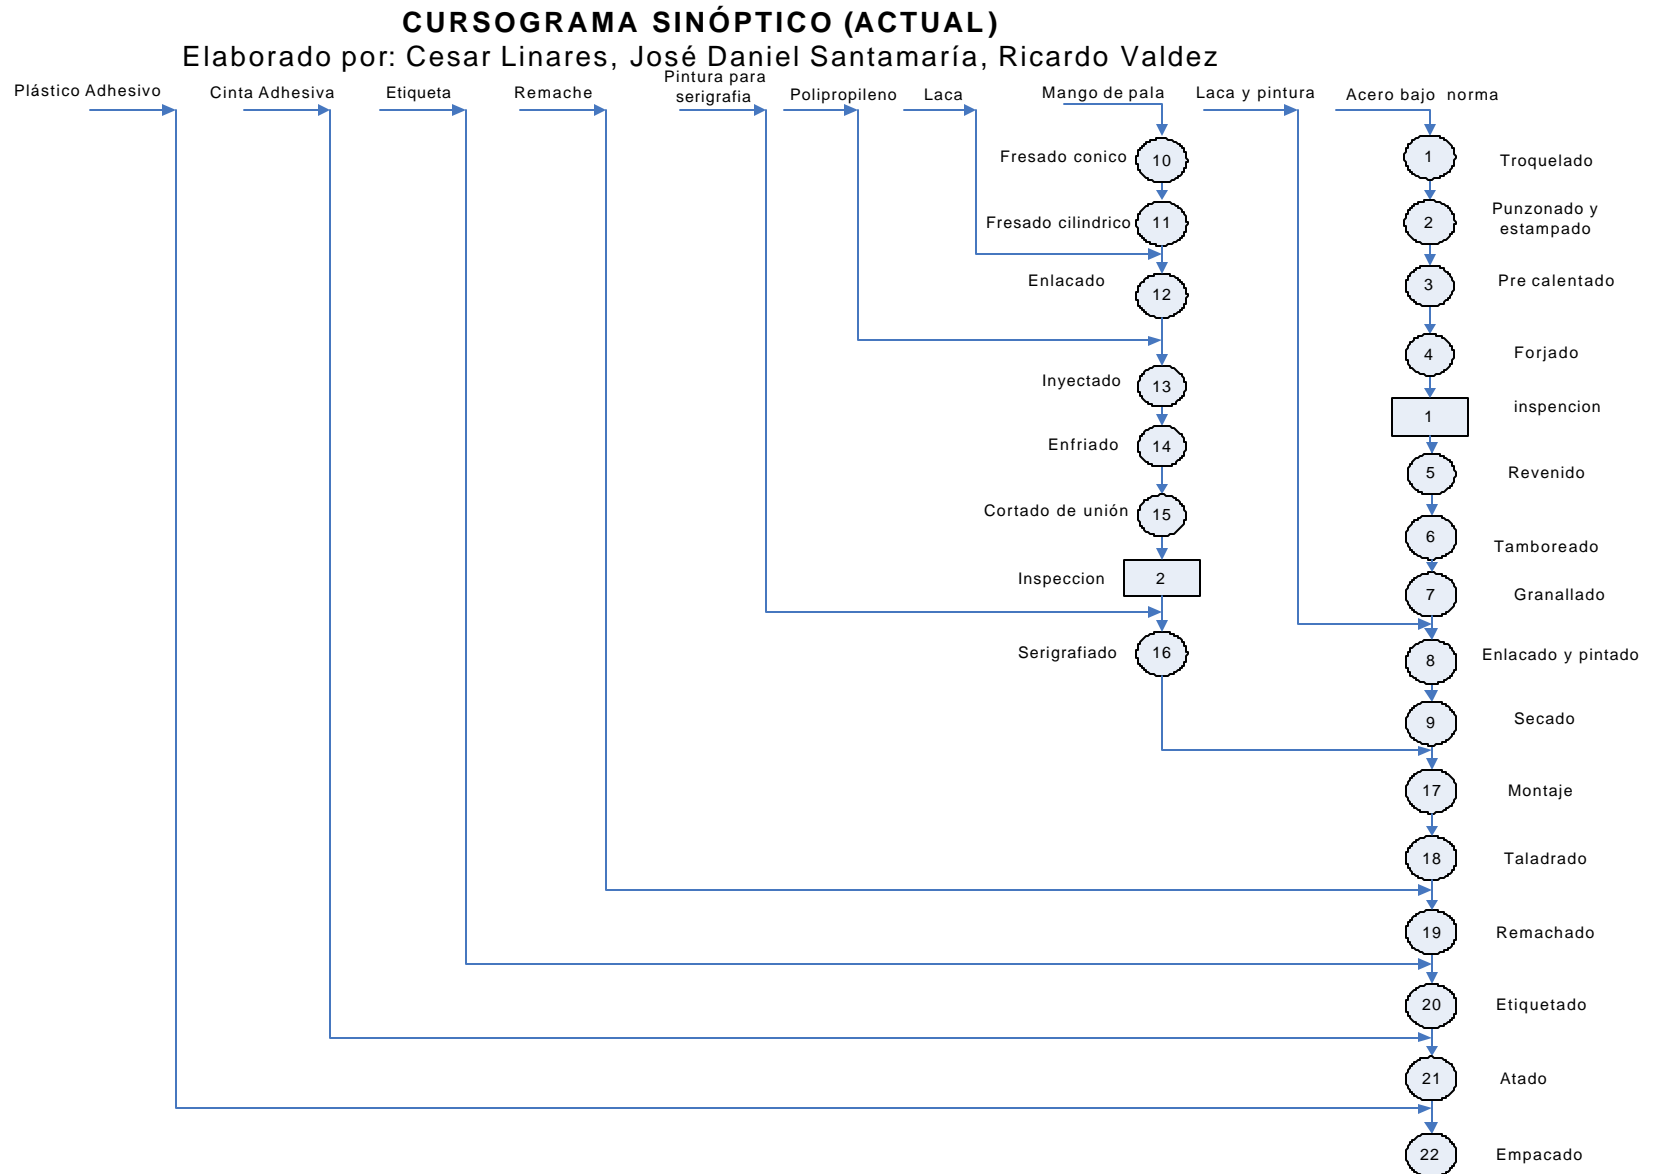 CURSOGRAMA SINÓPTICO (ACTUAL)
Elaborado por: Cesar Linares, José Daniel Santamaría, Ricardo Valdez
Plástico Adhesivo
Cinta Adhesiva
Etiqueta
Remache
Pintura para
serigrafia
Polipropileno
Laca
Mango de pala
Laca y pintura
Acero bajo norma
Fresado conico
10
1
Troquelado
Fresado cilindrico
11
2
Punzonado y
estampado
Enlacado
12
3
Pre calentado
4
Forjado
Inyectado
13
1
inspencion
Enfriado
14
5
Revenido
Cortado de unión
15
6
Tamboreado
Inspeccion
2
7
Granallado
Serigrafiado
16
8
Enlacado y pintado
9
Secado
17
Montaje
18
Taladrado
19
Remachado
20
Etiquetado
21
Atado
22
Empacado